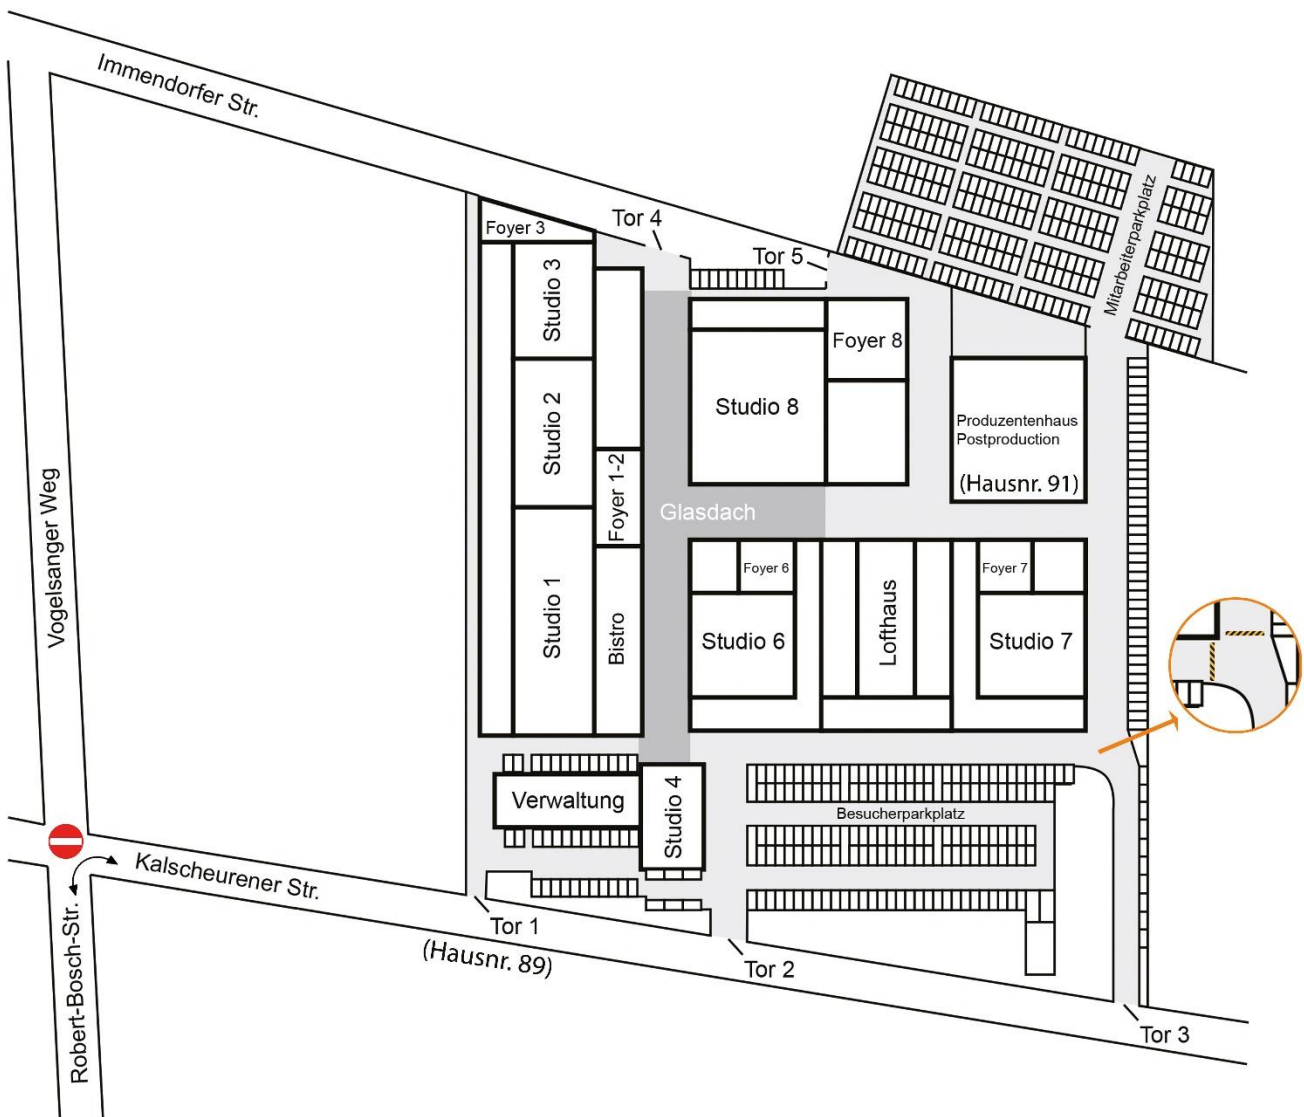 Immendorfer Str.
Mitarbeiterparkplatz
Tor 4
Foyer 3
Tor 5
Studio 3
Foyer 8
Studio 2
Studio 8
Produzentenhaus
Postproduction
(Hausnr. 91)
Vogelsanger Weg
Foyer 1-2
Glasdach
Foyer 6
Foyer 7
Studio 1
Bistro
Studio 6
Lofthaus
Studio 7
Verwaltung
Studio 4
Besucherparkplatz
Kalscheurener Str.
Robert-Bosch-Str.
Tor 1
(Hausnr. 89)
Tor 2
Tor 3